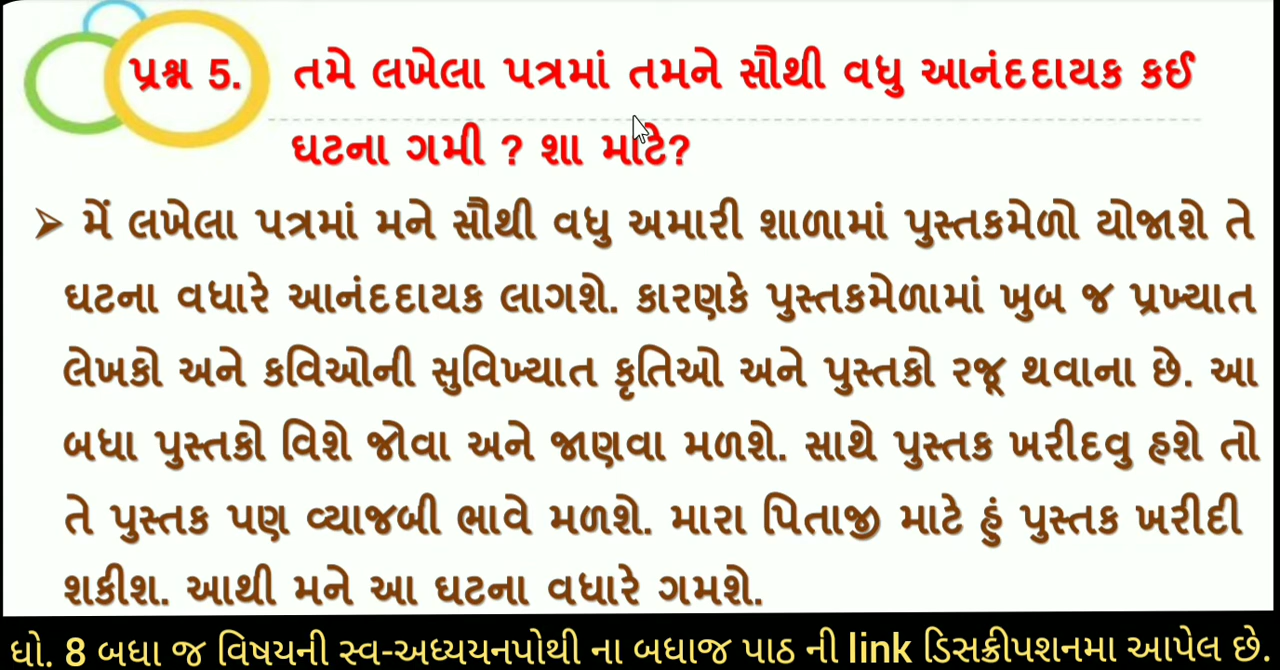 પ્રશ્ન 5. તમે લખેલા પત્રમાં તમને સૌથી વધુ આનંદદાયક કઈ
ઘટના ગમી ? શા માટે?
➢ મેં લખેલા પત્રમાં મને સૌથી વધુ અમારી શાળામાં પુસ્તકમેળો યોજાશે તે
ઘટના વધારે આનંદદાયક લાગશે. કારણકે પુસ્તકમેળામાં ખુબ જ પ્રખ્યાત
લેખકો અને કવિઓની સુવિખ્યાત કૃતિઓ અને પુસ્તકો રજૂ થવાના છે. આ
બધા પુસ્તકો વિશે જોવા અને જાણવા મળશે. સાથે પુસ્તક ખરીદવુ હશે તો
તે પુસ્તક પણ વ્યાજબી ભાવે મળશે. મારા પિતાજી માટે હું પુસ્તક ખરીદી
શકીશ. આથી મને આ ઘટના વધારે ગમશે.
ધો. 8 બધા જ વિષયની સ્વ-અધ્યયનપોથી ના બધાજ પાઠ ની link ડિસક્રીપશનમા આપેલ છે.